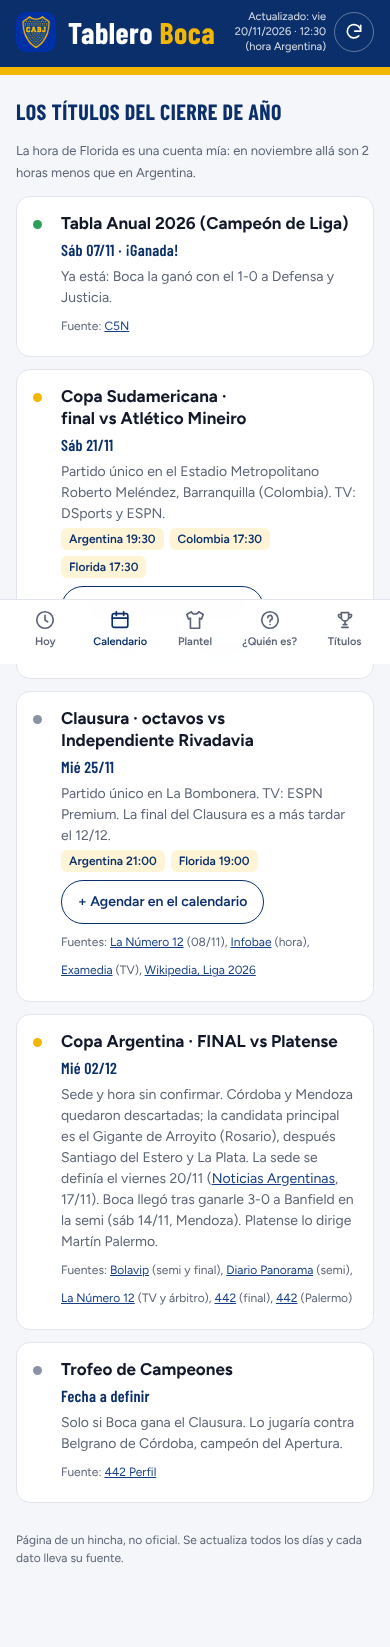 CABJ
Tablero Boca
Actualizado: vie
20/11/2026 · 12:30
(hora Argentina)
LOS TÍTULOS DEL CIERRE DE AÑO
La hora de Florida es una cuenta mía: en noviembre allá son 2
horas menos que en Argentina.
Tabla Anual 2026 (Campeón de Liga)
Sáb 07/11 · ¡Ganada!
Ya está: Boca la ganó con el 1-0 a Defensa y
Justicia.
Fuente: C5N
Copa Sudamericana ·
final vs Atlético Mineiro
Sáb 21/11
Partido único en el Estadio Metropolitano
Roberto Meléndez, Barranquilla (Colombia). TV:
DSports y ESPN.
Argentina 19:30 Colombia 17:30
Florida 17:30
Hoy Calendario Plantel ¿Quién es? Títulos
Clausura · octavos vs
Independiente Rivadavia
Mié 25/11
Partido único en La Bombonera. TV: ESPN
Premium. La final del Clausura es a más tardar
el 12/12.
Argentina 21:00 Florida 19:00
+ Agendar en el calendario
Fuentes: La Número 12 (08/11), Infobae (hora),
Examedia (TV), Wikipedia, Liga 2026
Copa Argentina · FINAL vs Platense
Mié 02/12
Sede y hora sin confirmar. Córdoba y Mendoza
quedaron descartadas; la candidata principal
es el Gigante de Arroyito (Rosario), después
Santiago del Estero y La Plata. La sede se
definía el viernes 20/11 (Noticias Argentinas,
17/11). Boca llegó tras ganarle 3-0 a Banfield en
la semi (sáb 14/11, Mendoza). Platense lo dirige
Martín Palermo.
Fuentes: Bolavip (semi y final), Diario Panorama (semi),
La Número 12 (TV y árbitro), 442 (final), 442 (Palermo)
Trofeo de Campeones
Fecha a definir
Solo si Boca gana el Clausura. Lo jugaría contra
Belgrano de Córdoba, campeón del Apertura.
Fuente: 442 Perfil
Página de un hincha, no oficial. Se actualiza todos los días y cada
dato lleva su fuente.